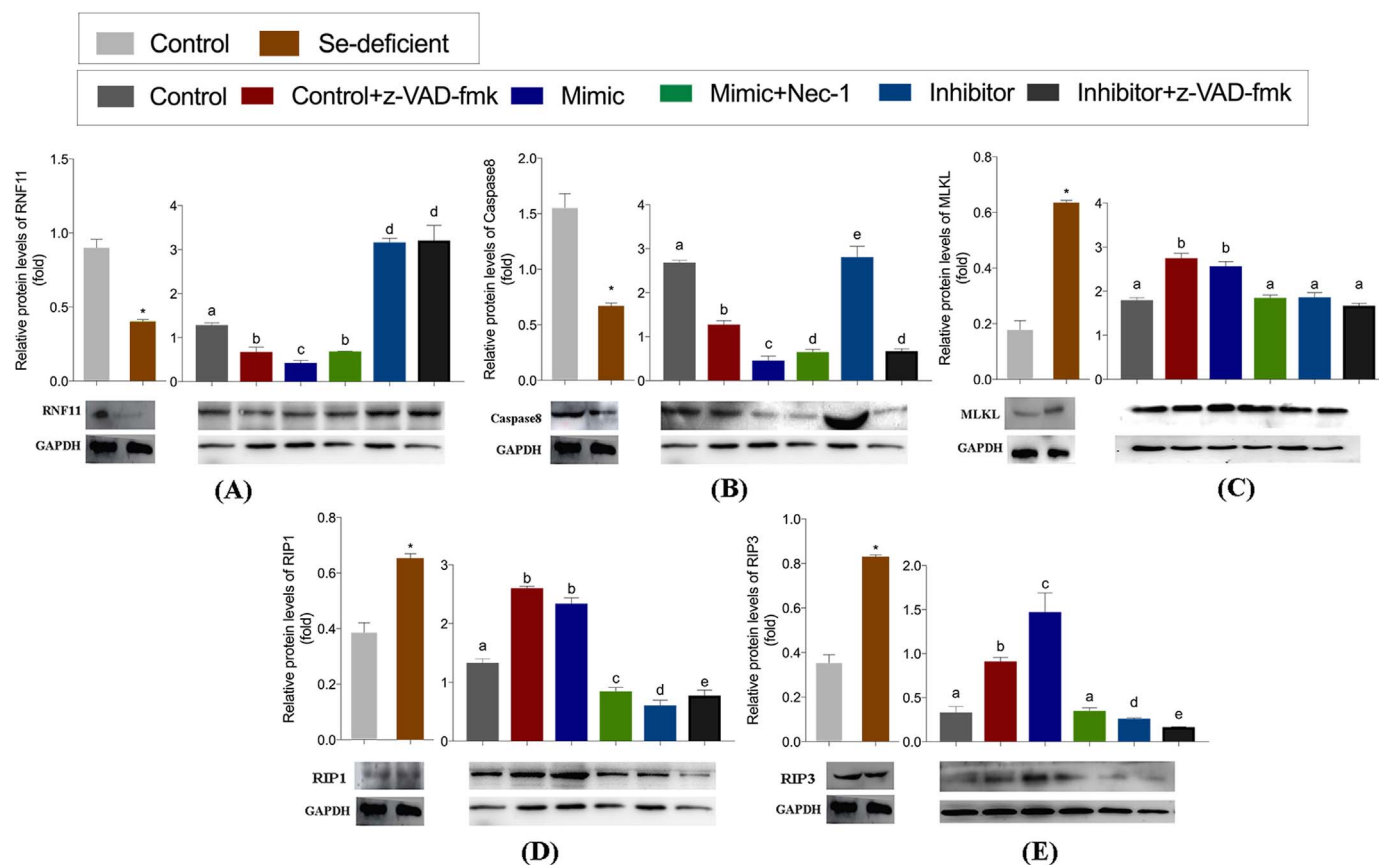 Control Se-deficient
Control Control+z-VAD-fmk Mimic Mimic+Nec-1 Inhibitor Inhibitor+z-VAD-fmk
Relative protein levels of RNF11
(fold)
1.5
1.0
0.5
0.0
*
4
3
2
1
0
a b c b d d
RNF11
GAPDH
(A)
Relative protein levels of Caspase8
(fold)
2.0
1.5
1.0
0.5
0.0
*
4
3
2
1
0
a b c d e d
Caspase8
GAPDH
(B)
Relative protein levels of MLKL
(fold)
0.8
0.6
0.4
0.2
0.0
*
4
3
2
1
0
a b b a a a
MLKL
GAPDH
(C)
Relative protein levels of RIP1
(fold)
0.8
0.6
0.4
0.2
0.0
*
3
2
1
0
a b b c d e
RIP1
GAPDH
(D)
Relative protein levels of RIP3
(fold)
1.0
0.8
0.6
0.4
0.2
0.0
*
2.0
1.5
1.0
0.5
0.0
a b c a d e
RIP3
GAPDH
(E)